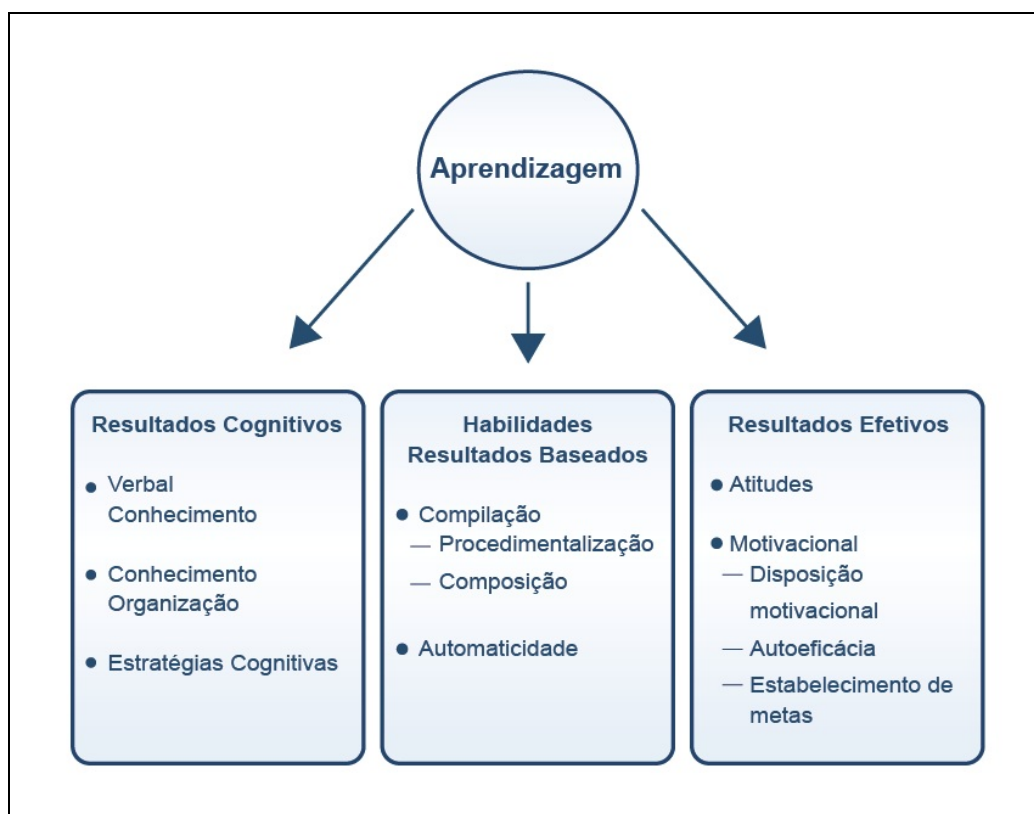 Aprendizagem
Resultados Cognitivos
● Verbal
Conhecimento
● Conhecimento
Organização
● Estratégias Cognitivas
Habilidades
Resultados Baseados
● Compilação
— Procedimentalização
— Composição
● Automaticidade
Resultados Efetivos
● Atitudes
● Motivacional
— Disposição
motivacional
— Autoeficácia
— Estabelecimento de
metas